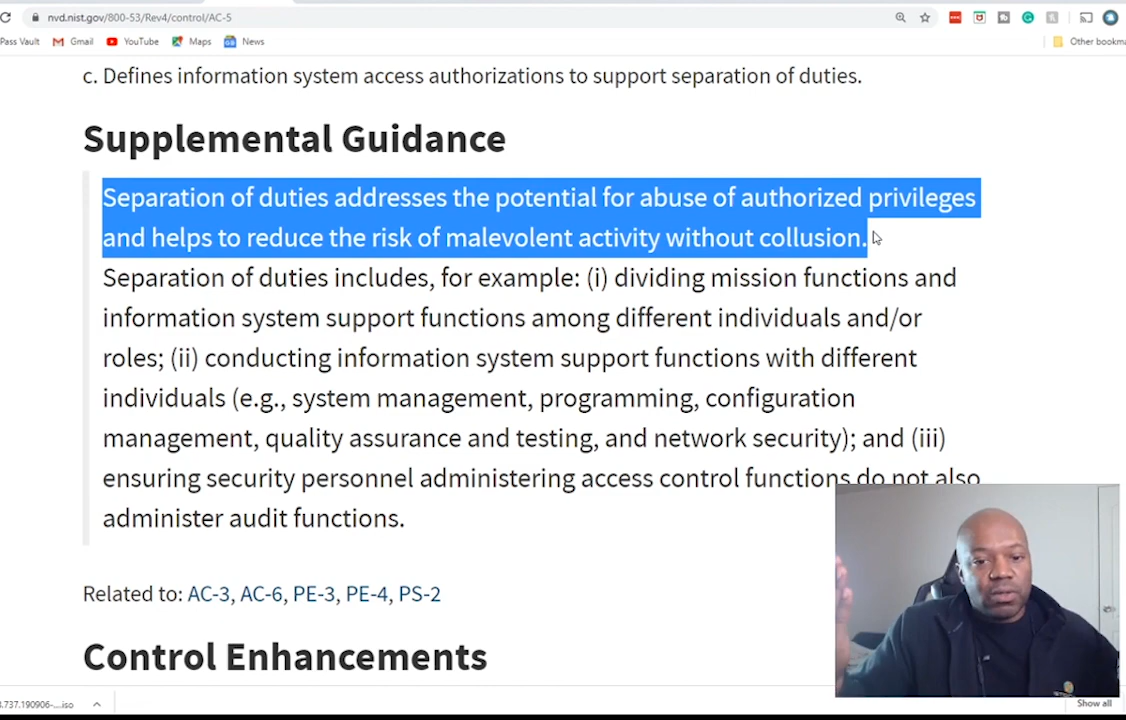 nvd.nist.gov/800-53/Rev4/control/AC-5
Pass Vault Gmail YouTube Maps News Other bookma
c. Defines information system access authorizations to support separation of duties.
Supplemental Guidance
Separation of duties addresses the potential for abuse of authorized privileges
and helps to reduce the risk of malevolent activity without collusion.
Separation of duties includes, for example: (i) dividing mission functions and
information system support functions among different individuals and/or
roles; (ii) conducting information system support functions with different
individuals (e.g., system management, programming, configuration
management, quality assurance and testing, and network security); and (iii)
ensuring security personnel administering access control functions do not also
administer audit functions.
Related to: AC-3, AC-6, PE-3, PE-4, PS-2
Control Enhancements
.737.190906-....iso Show all